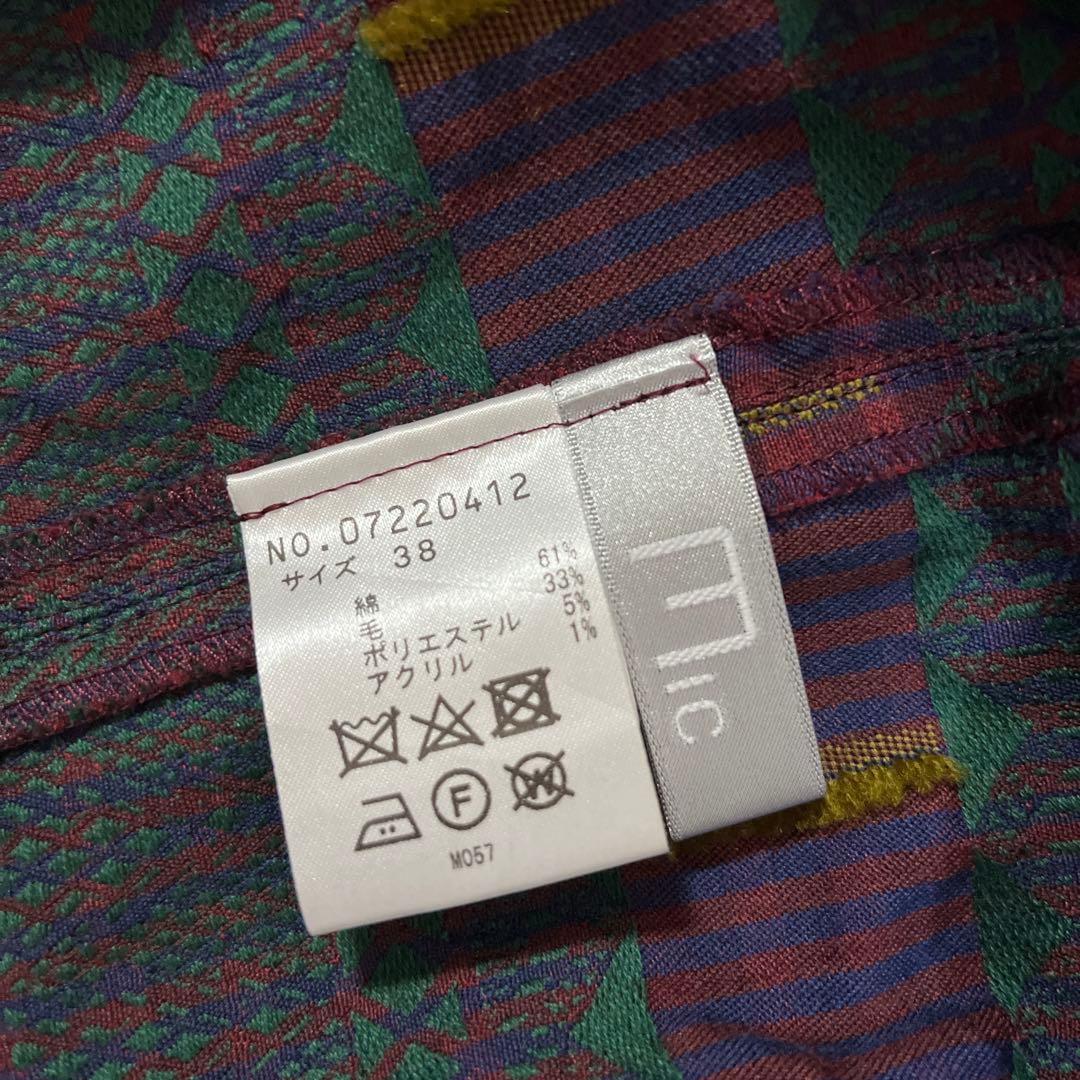 NO.07220412
サイズ 38
綿 61%
毛 33%
ポリエステル 5%
アクリル 1%
F
W
M057
mıc